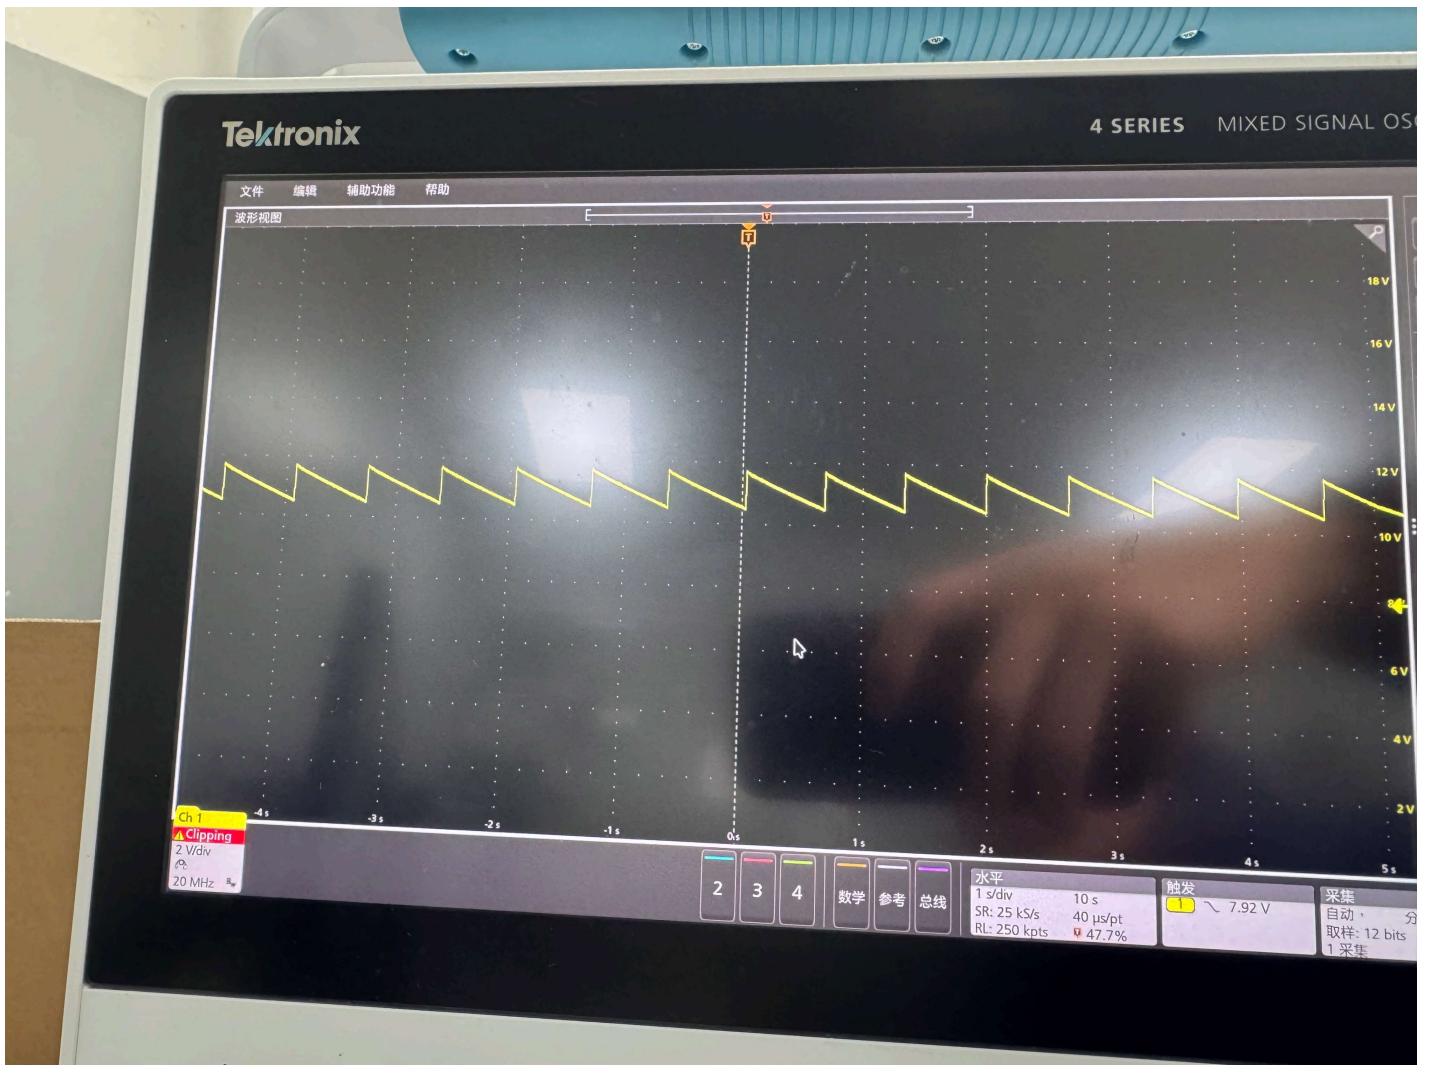 Tektronix
4 SERIES MIXED SIGNAL OSC
文件 编辑 辅助功能 帮助
波形视图
T
T
18 V
16 V
14 V
12 V
10 V
6 V
4 V
2 V
-4 s -3 s -2 s -1 s 0 s 1 s 2 s 3 s 4 s 5 s
Ch 1
Clipping
2 V/div
20 MHz
2 3 4 数学 参考 总线
水平
1 s/div 10 s
SR: 25 kS/s 40 µs/pt
RL: 250 kpts 47.7%
触发
1 7.92 V
采集
自动,
取样: 12 bits
1 采集